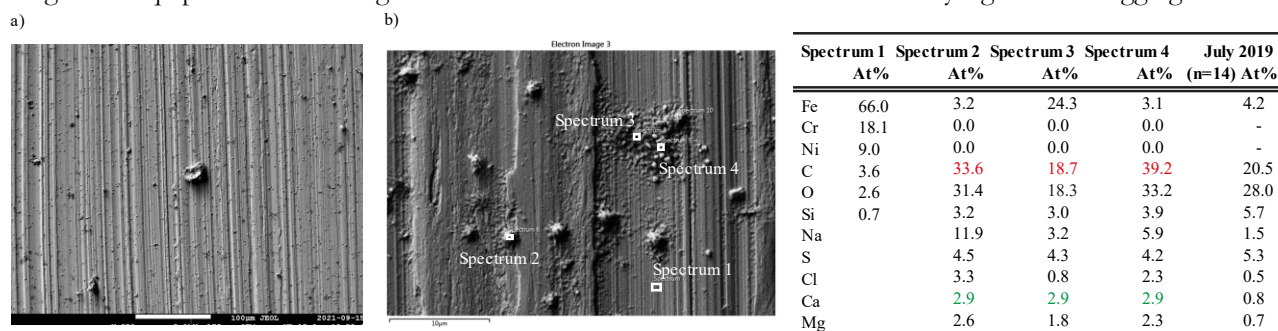 a)
b)
Electron Image 3
Spectrum 3
Spectrum 10
Spectrum 4
Spectrum 6
Spectrum 2
Spectrum 1
100μm JEOL 2021-09-15
10μm
Spectrum 1 Spectrum 2 Spectrum 3 Spectrum 4 July 2019
At% At% At% At% (n=14) At%
Fe 66.0 3.2 24.3 3.1 4.2
Cr 18.1 0.0 0.0 0.0 -
Ni 9.0 0.0 0.0 0.0 -
C 3.6 33.6 18.7 39.2 20.5
O 2.6 31.4 18.3 33.2 28.0
Si 0.7 3.2 3.0 3.9 5.7
Na 11.9 3.2 5.9 1.5
S 4.5 4.3 4.2 5.3
Cl 3.3 0.8 2.3 0.5
Ca 2.9 2.9 2.9 0.8
Mg 2.6 1.8 2.3 0.7